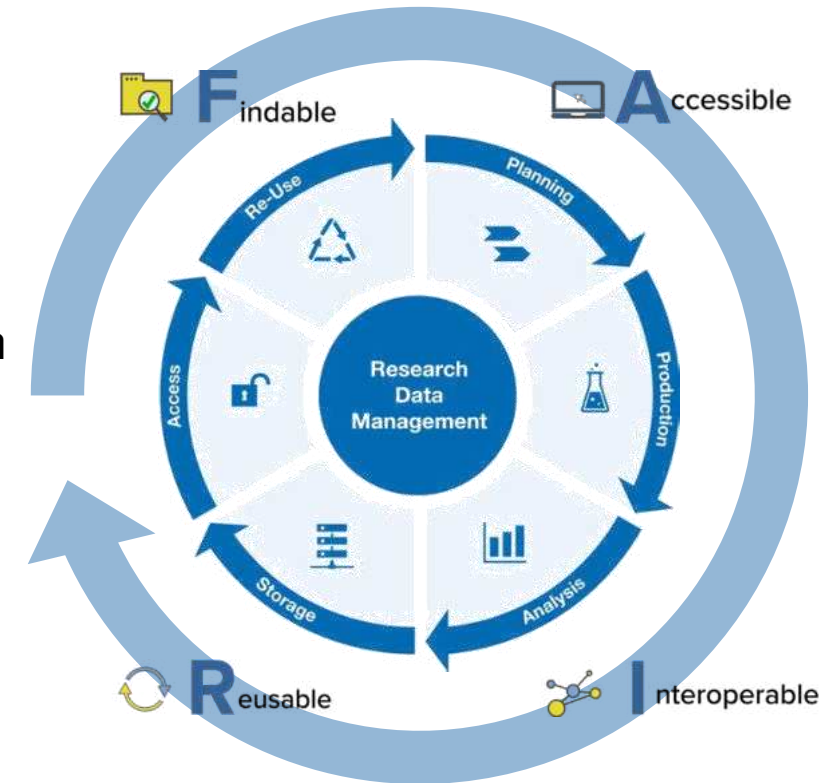 Findable
Accessible
Re-Use
Planning
Access
Research
Data
Management
Production
Storage
Analysis
Reusable
Interoperable